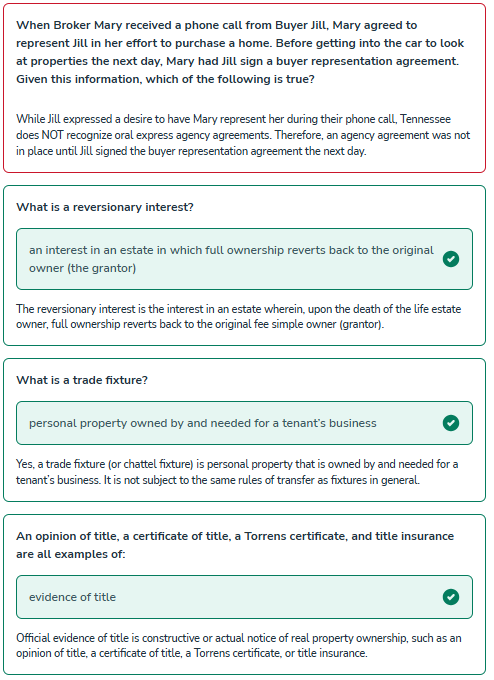 When Broker Mary received a phone call from Buyer Jill, Mary agreed to
represent Jill in her effort to purchase a home. Before getting into the car to look
at properties the next day, Mary had Jill sign a buyer representation agreement.
Given this information, which of the following is true?
While Jill expressed a desire to have Mary represent her during their phone call, Tennessee
does NOT recognize oral express agency agreements. Therefore, an agency agreement was not
in place until Jill signed the buyer representation agreement the next day.
What is a reversionary interest?
an interest in an estate in which full ownership reverts back to the original
owner (the grantor)
The reversionary interest is the interest in an estate wherein, upon the death of the life estate
owner, full ownership reverts back to the original fee simple owner (grantor).
What is a trade fixture?
personal property owned by and needed for a tenant's business
Yes, a trade fixture (or chattel fixture) is personal property that is owned by and needed for a
tenant's business. It is not subject to the same rules of transfer as fixtures in general.
An opinion of title, a certificate of title, a Torrens certificate, and title insurance
are all examples of:
evidence of title
Official evidence of title is constructive or actual notice of real property ownership, such as an
opinion of title, a certificate of title, a Torrens certificate, or title insurance.